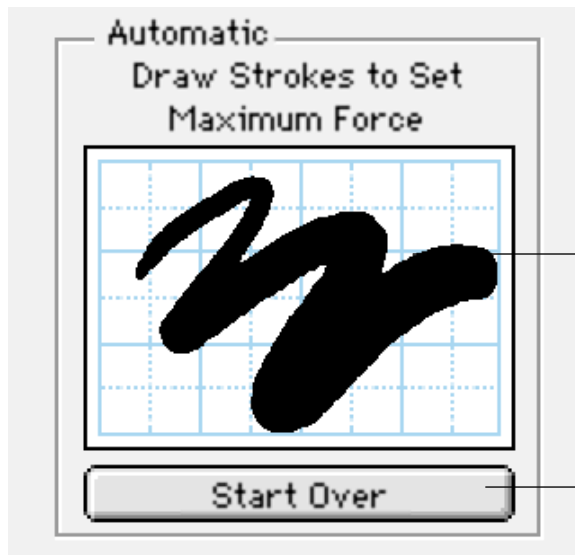 Automatic
Draw Strokes to Set
Maximum Force
Start Over